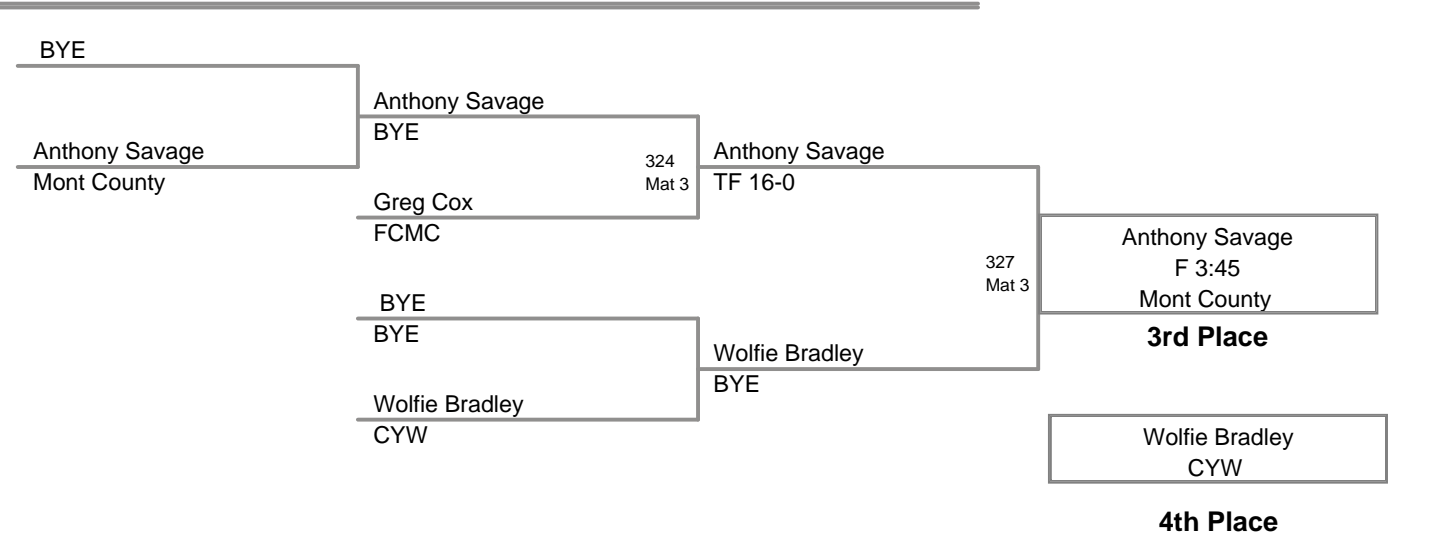 BYE
Anthony Savage
BYE
Anthony Savage
Mont County
324
Mat 3
Anthony Savage
TF 16-0
Greg Cox
FCMC
327
Mat 3
Anthony Savage
F 3:45
Mont County
3rd Place
BYE
BYE
Wolfie Bradley
BYE
Wolfie Bradley
CYW
Wolfie Bradley
CYW
4th Place